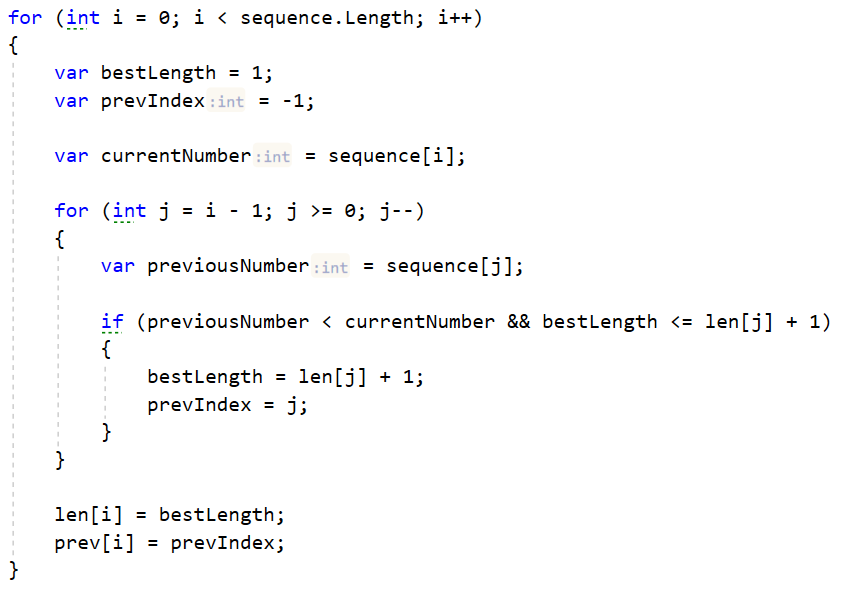 for (int i = 0; i < sequence.Length; i++)
{
    var bestLength = 1;
    var prevIndex:int = -1;

    var currentNumber:int = sequence[i];

    for (int j = i - 1; j >= 0; j--)
    {
        var previousNumber:int = sequence[j];

        if (previousNumber < currentNumber && bestLength <= len[j] + 1)
        {
            bestLength = len[j] + 1;
            prevIndex = j;
        }
    }

    len[i] = bestLength;
    prev[i] = prevIndex;
}